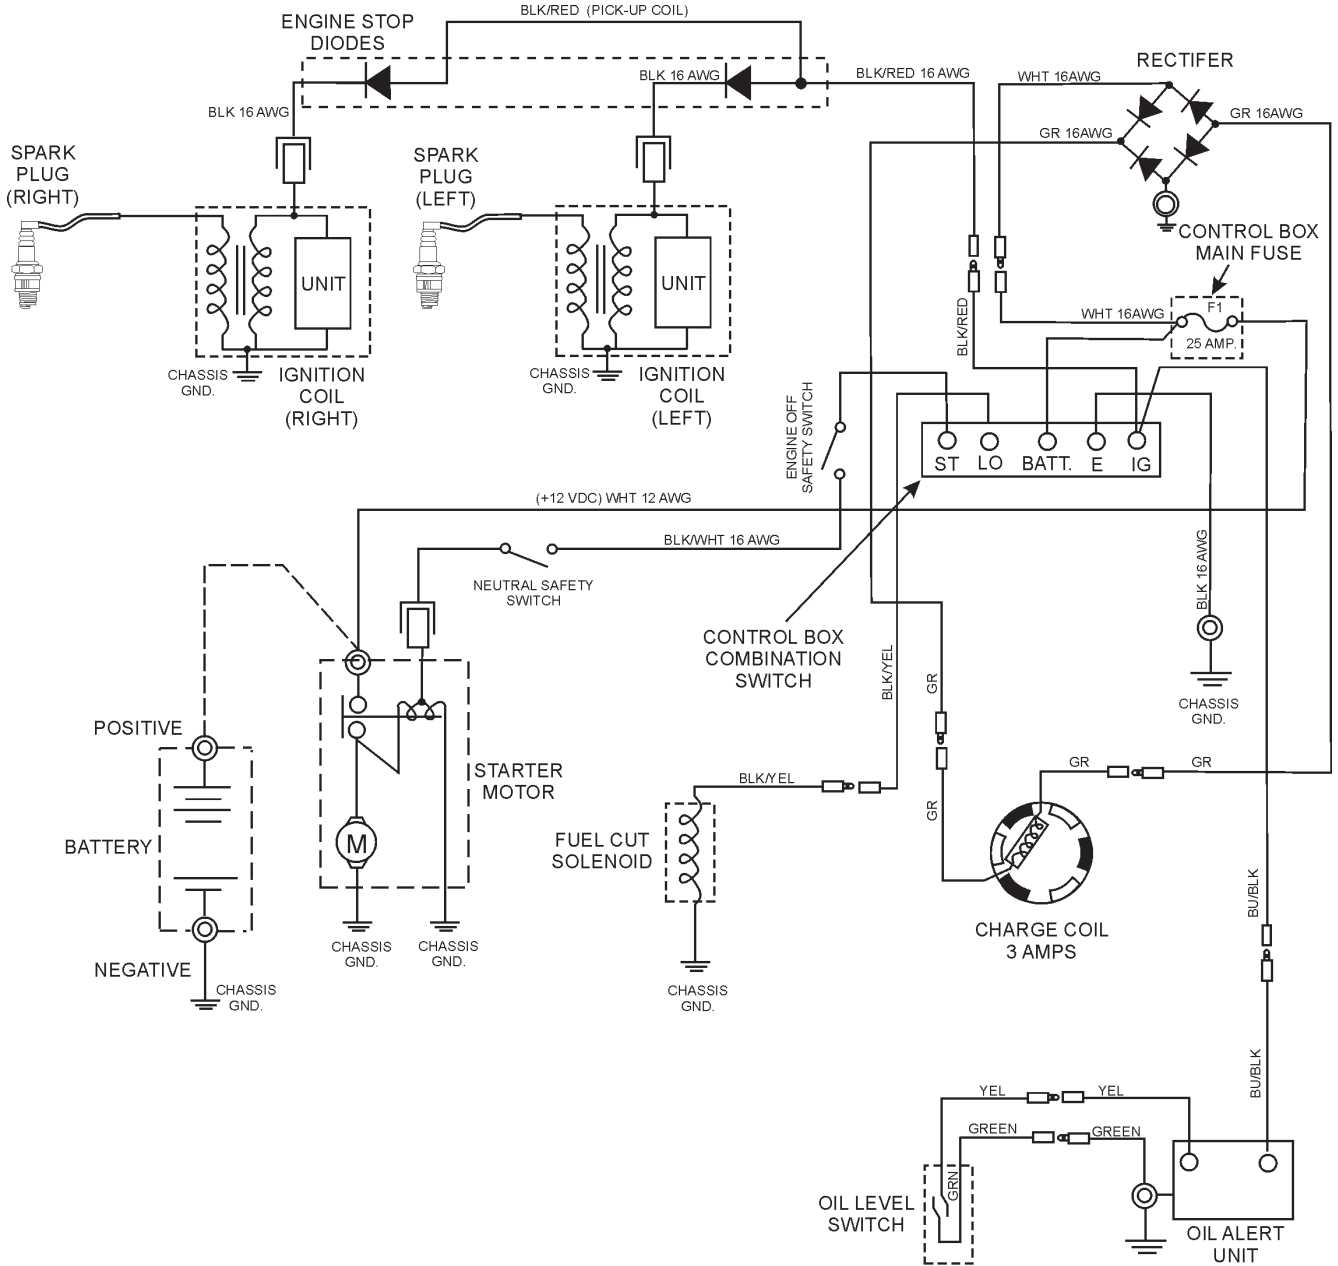 BLK/RED (PICK-UP COIL)
ENGINE STOP
DIODES
BLK 16 AWG
BLK 16 AWG
BLK/RED 16 AWG
WHT 16AWG
RECTIFER
GR 16AWG
GR 16AWG
SPARK
PLUG
(RIGHT)
SPARK
PLUG
(LEFT)
UNIT
UNIT
CONTROL BOX
MAIN FUSE
F1
25 AMP.
WHT 16AWG
BLK/RED
CHASSIS
GND.
IGNITION
COIL
(RIGHT)
CHASSIS
GND.
IGNITION
COIL
(LEFT)
ENGINE OFF
SAFETY SWITCH
ST
LO
BATT.
E
IG
(+12 VDC) WHT 12 AWG
BLK/WHT 16 AWG
NEUTRAL SAFETY
SWITCH
BLK 16 AWG
CONTROL BOX
COMBINATION
SWITCH
BLK/YEL
GR
CHASSIS
GND.
POSITIVE
BATTERY
NEGATIVE
CHASSIS
GND.
STARTER
MOTOR
M
CHASSIS
GND.
CHASSIS
GND.
BLK/YEL
FUEL CUT
SOLENOID
CHASSIS
GND.
GR
GR
GR
CHARGE COIL
3 AMPS
BU/BLK
BU/BLK
YEL
YEL
GREEN
GREEN
GRN
OIL LEVEL
SWITCH
OIL ALERT
UNIT